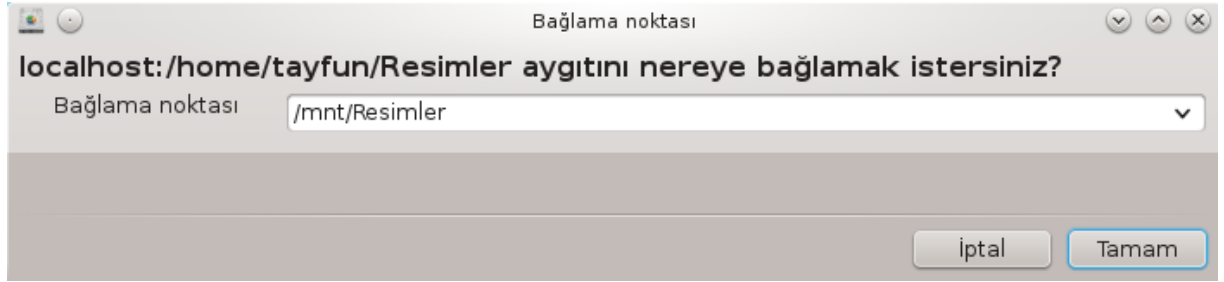 Bağlama noktası
localhost:/home/tayfun/Resimler aygıtını nereye bağlamak istersiniz?
Bağlama noktası /mnt/Resimler
İptal Tamam